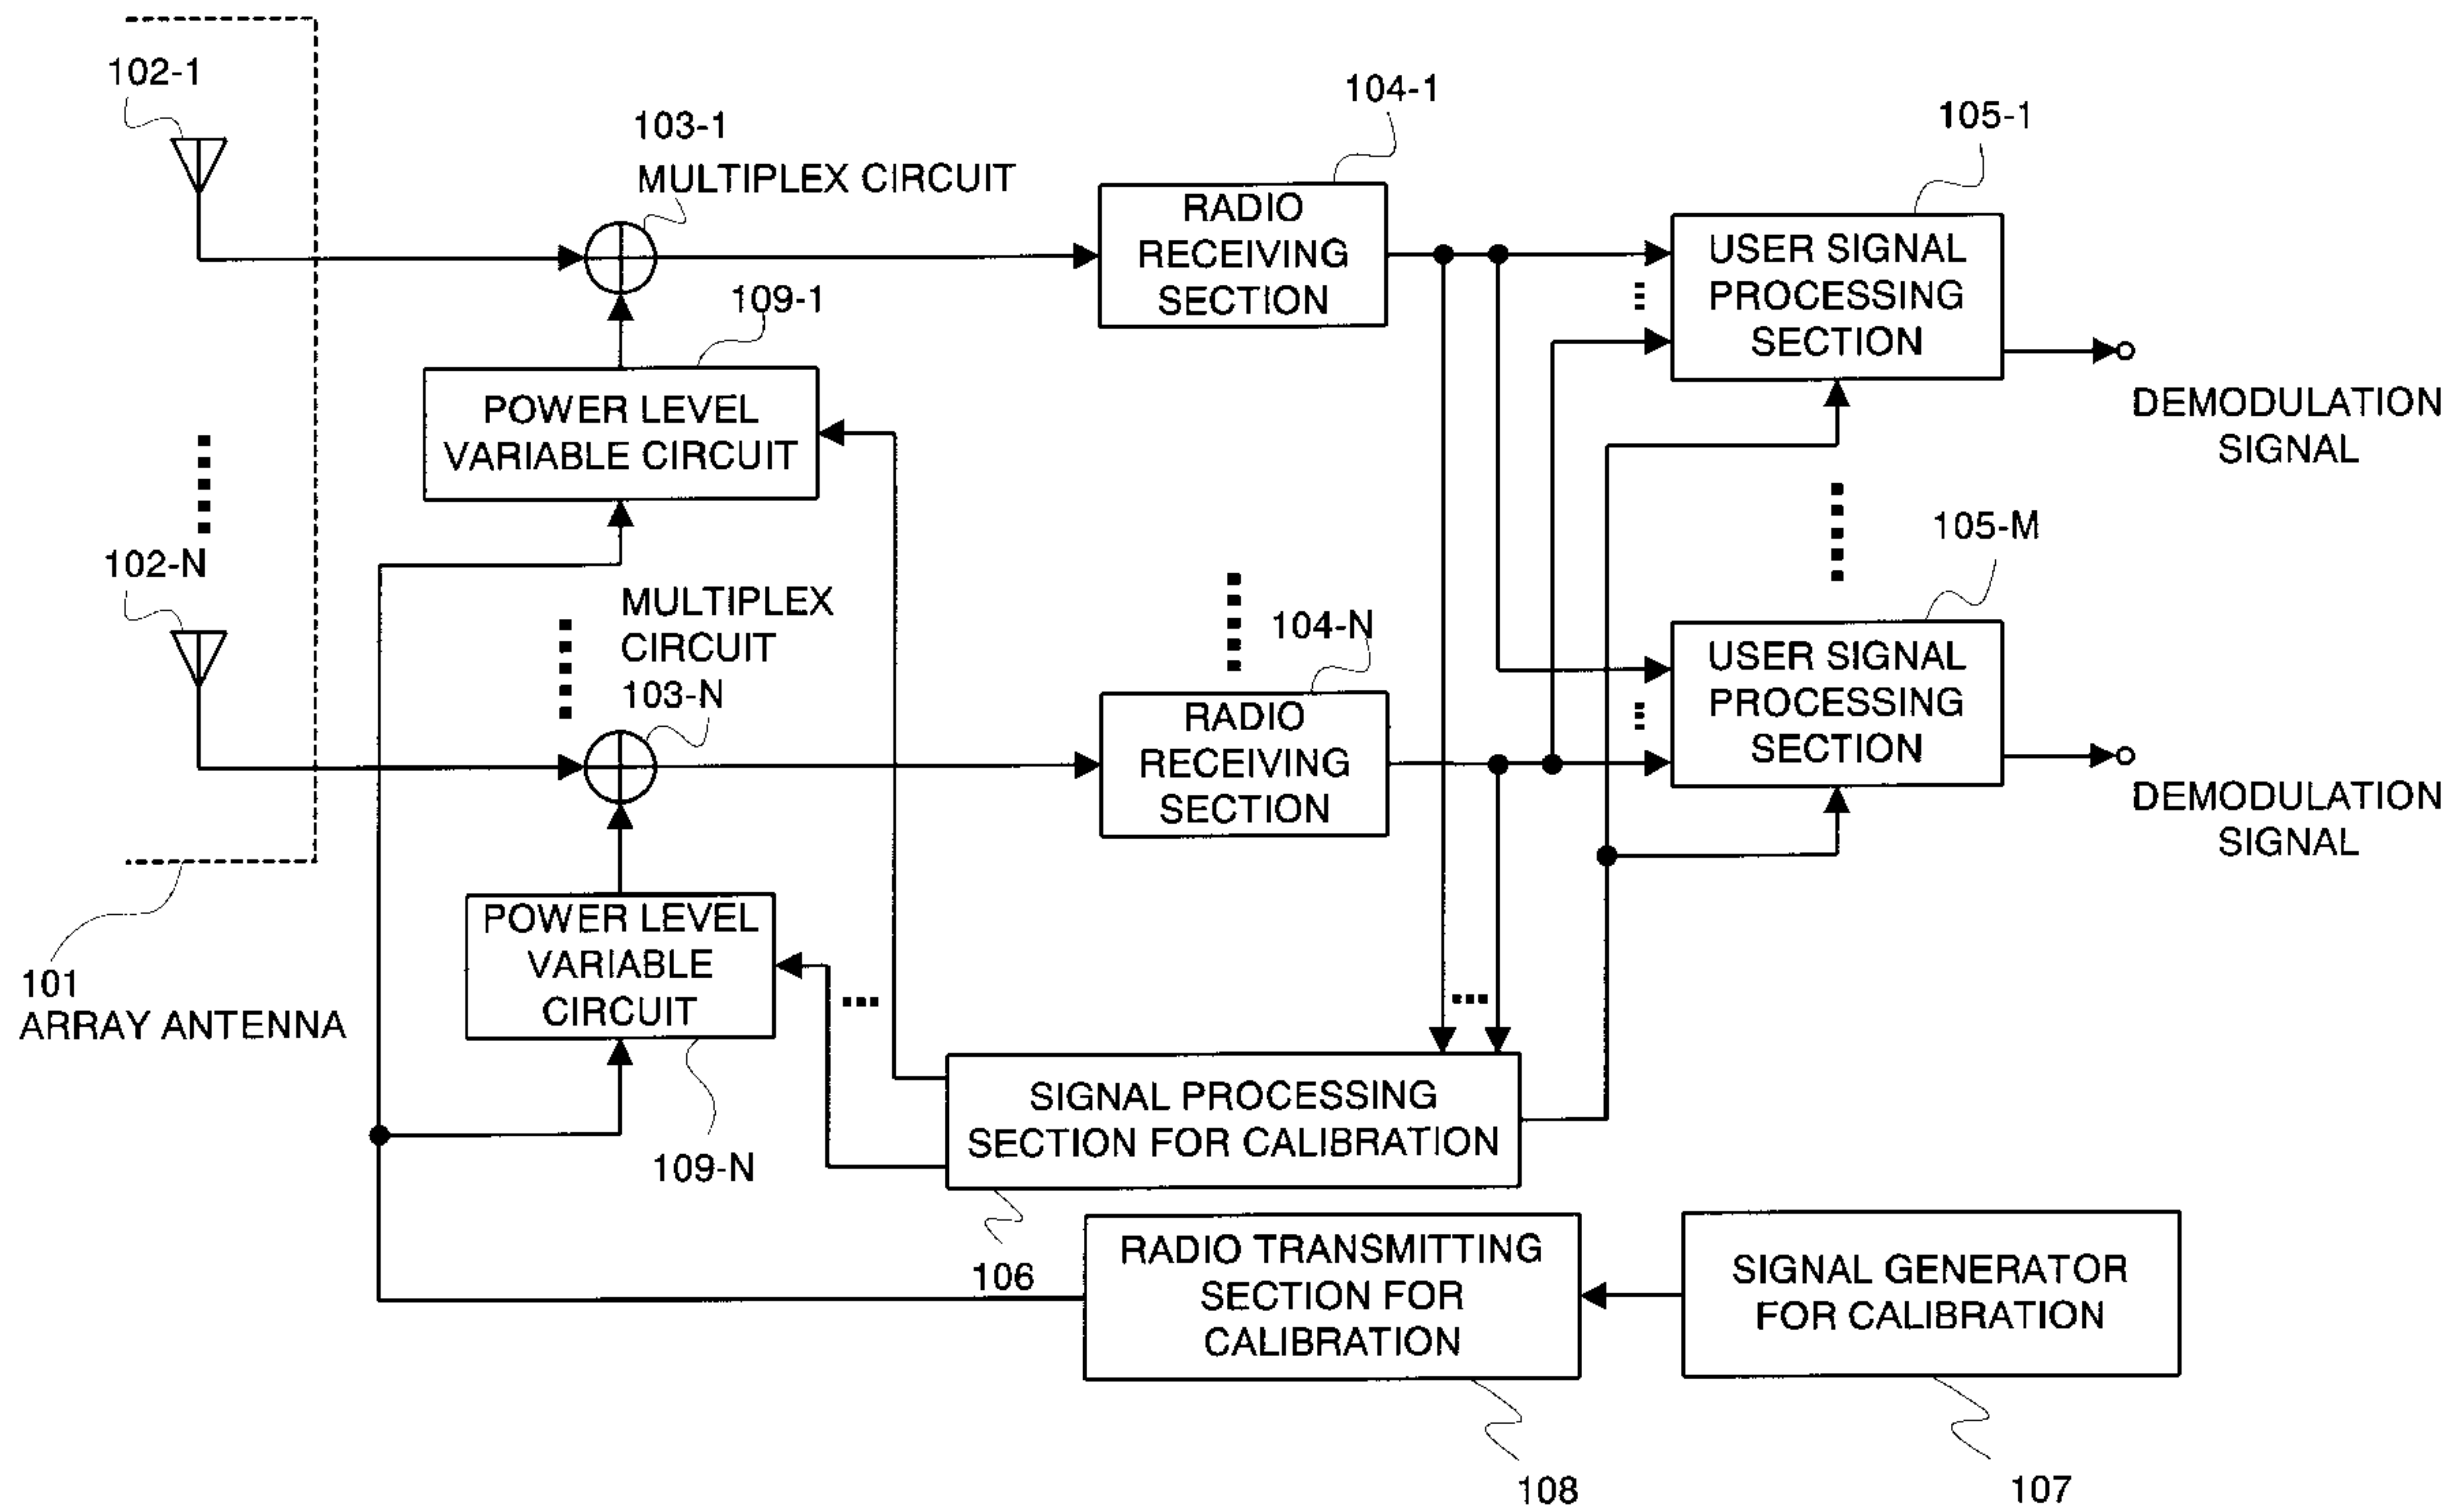 102-1
103-1
MULTIPLEX CIRCUIT
104-1
105-1
RADIO
RECEIVING
SECTION
USER SIGNAL
PROCESSING
SECTION
109-1
POWER LEVEL
VARIABLE CIRCUIT
DEMODULATION
SIGNAL
102-N
MULTIPLEX
CIRCUIT
103-N
104-N
105-M
RADIO
RECEIVING
SECTION
USER SIGNAL
PROCESSING
SECTION
DEMODULATION
SIGNAL
101
ARRAY ANTENNA
POWER LEVEL
VARIABLE
CIRCUIT
109-N
SIGNAL PROCESSING
SECTION FOR CALIBRATION
106
RADIO TRANSMITTING
SECTION FOR
CALIBRATION
SIGNAL GENERATOR
FOR CALIBRATION
108
107